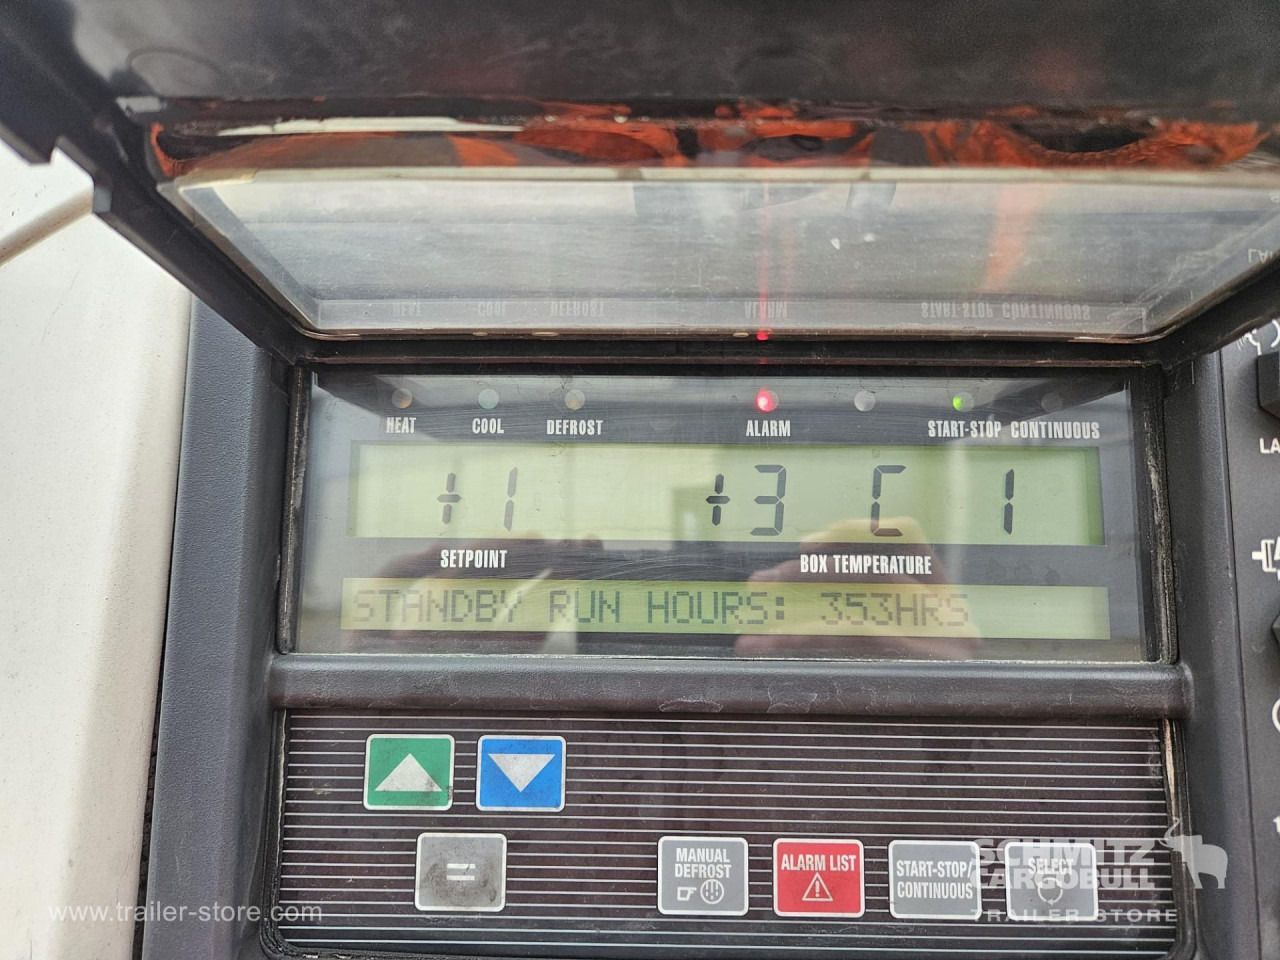 HEAT COOL DEFROST ALARM START-STOP CONTINUOUS
+1 +3 C 1
SETPOINT BOX TEMPERATURE
STANDBY RUN HOURS: 353HRS
MANUAL
DEFROST
ALARM LIST
START-STOP/
CONTINUOUS
SELECT
=
SCHMITZ
CARGOBULL
TRAILER STORE
www.trailer-store.com